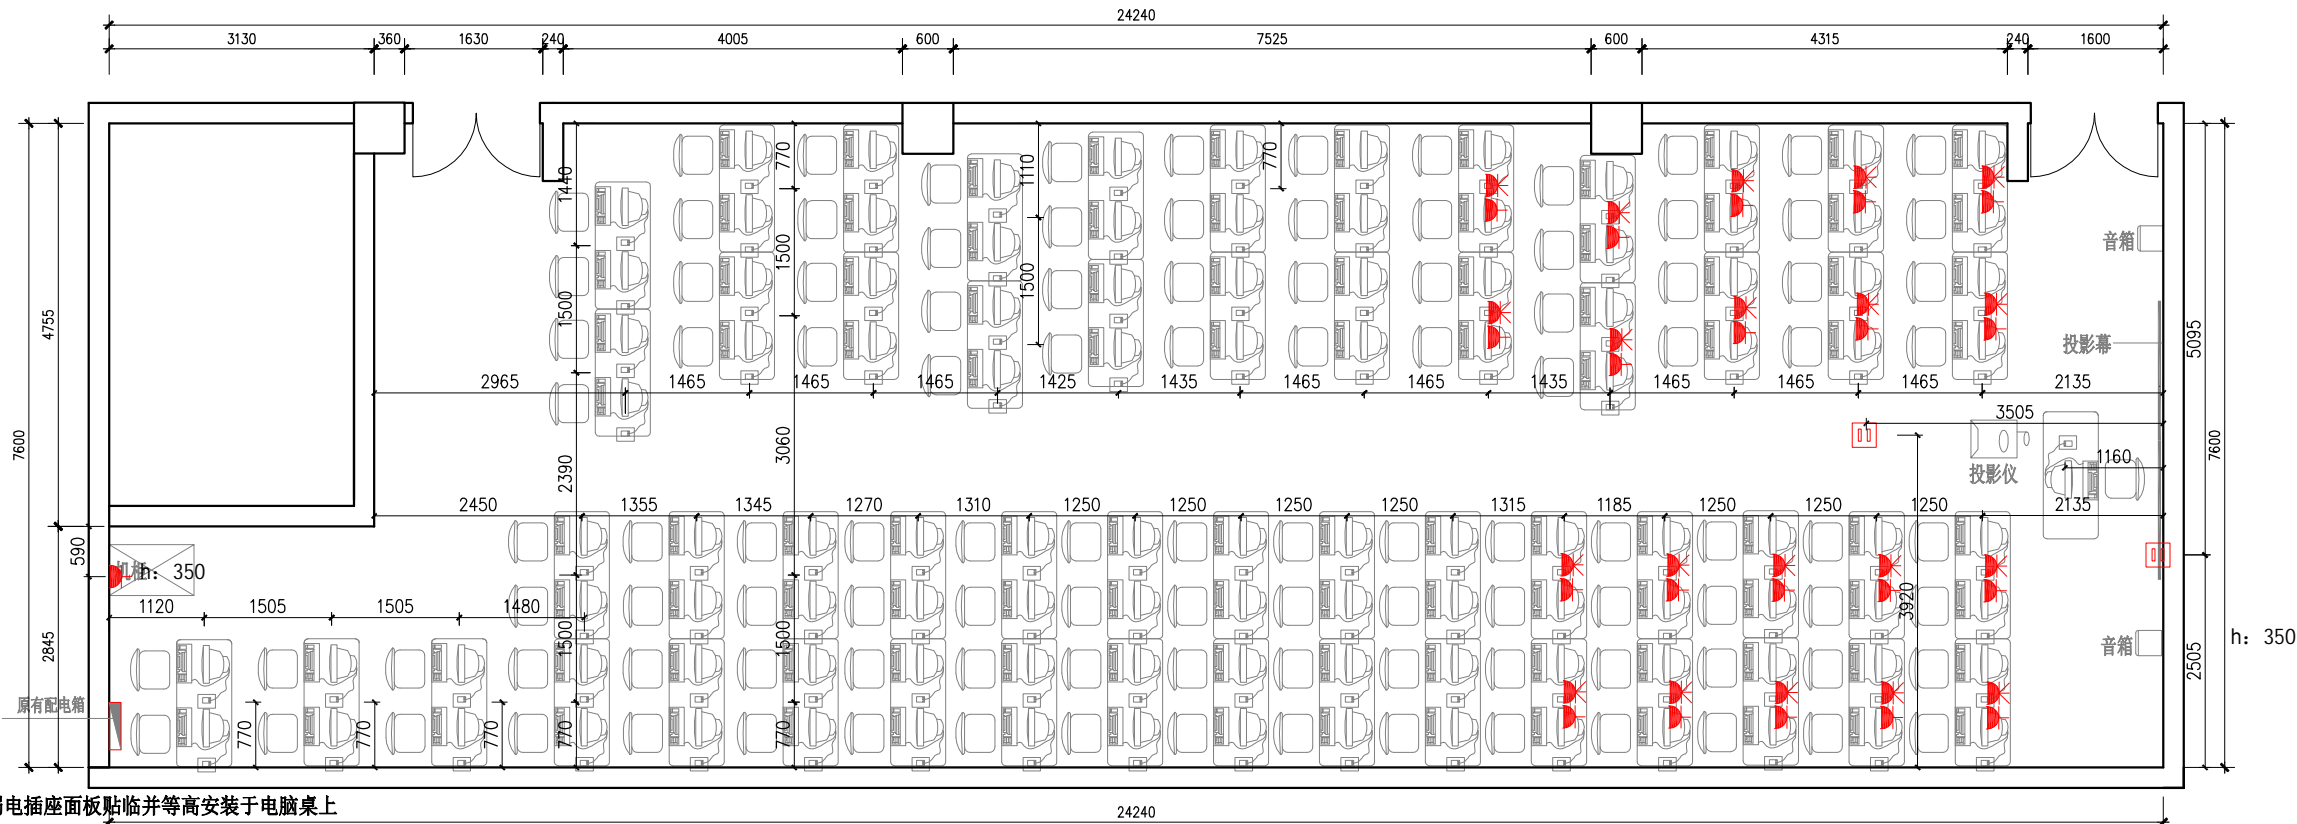 24240
3130 360 1630 240 4005 600 7525 600 4315 240 1600
770 1110 770
1440
音箱
1500 1500
1500
4755 投影幕 5095
2965 1465 1465 1465 1425 1435 1465 1465 1435 1465 1465 1465 2135
3505
7600 2390 3060 投影仪 1160 7600
2450 1355 1345 1270 1310 1250 1250 1250 1250 1315 1185 1250 1250 1250 2135
590 机柜 h: 350
1120 1505 1505 1480 3920
2845 1500 1500 音箱 h: 350
2505
原有配电箱
770 770 770 770 770
电插座面板贴临并等高安装于电脑桌上
24240